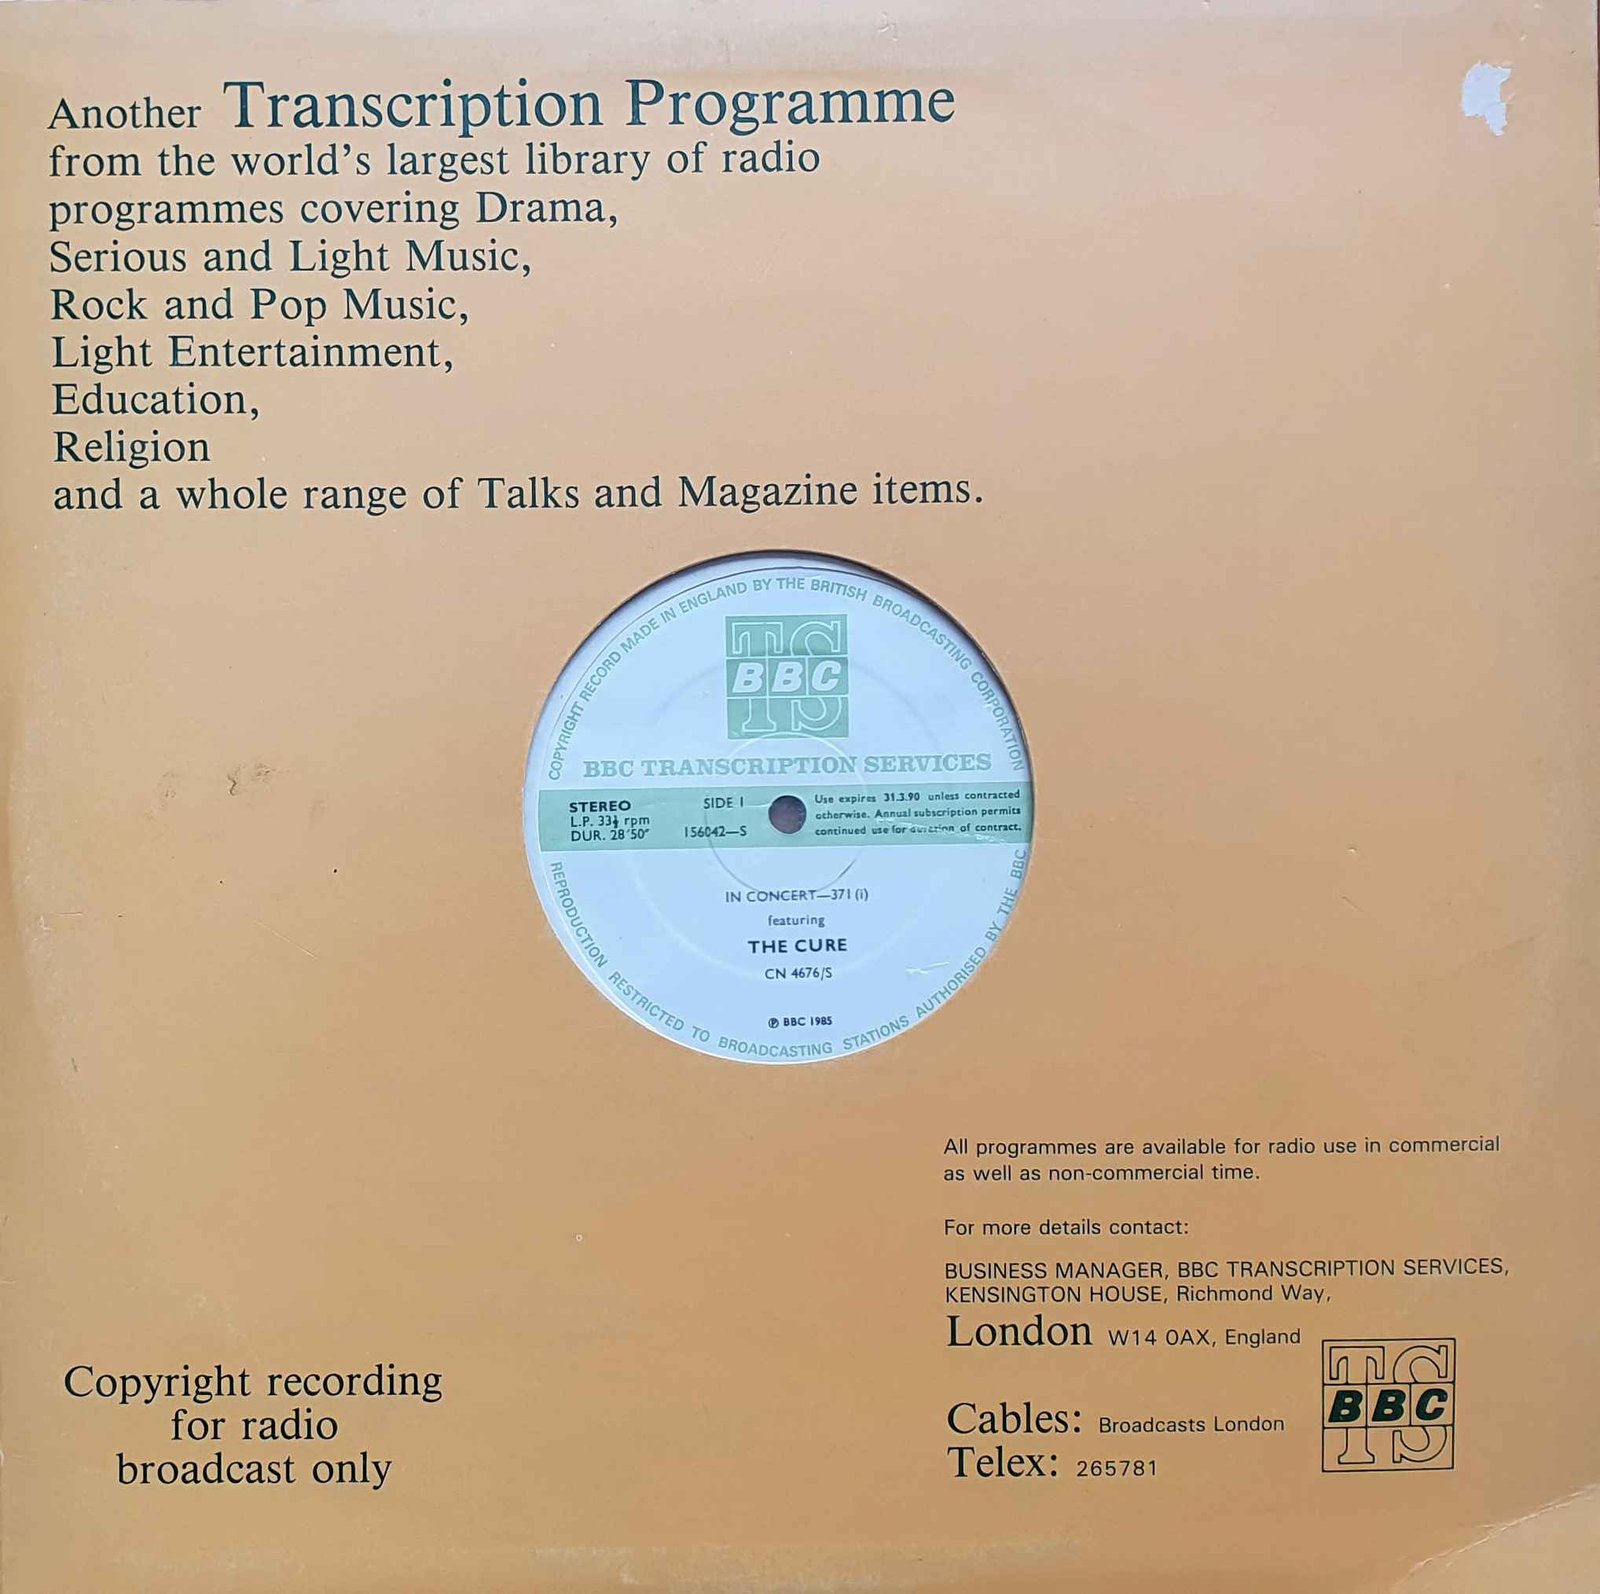 Another Transcription Programme
from the world's largest library of radio
programmes covering Drama,
Serious and Light Music,
Rock and Pop Music,
Light Entertainment,
Education,
Religion
and a whole range of Talks and Magazine items.
COPYRIGHT RECORD MADE IN ENGLAND BY THE BRITISH BROADCASTING CORPORATION
TS
BBC
TS
BBC TRANSCRIPTION SERVICES
STEREO
L.P. 33⅓ rpm
DUR. 28'50"
SIDE 1
156042—S
Use expires 31.3.90 unless contracted
otherwise. Annual subscription permits
continued use for duration of contract.
IN CONCERT—371 (i)
featuring
THE CURE
CN 4676/S
℗ BBC 1985
REPRODUCTION RESTRICTED TO BROADCASTING STATIONS AUTHORISED BY THE BBC
All programmes are available for radio use in commercial
as well as non-commercial time.
For more details contact:
BUSINESS MANAGER, BBC TRANSCRIPTION SERVICES,
KENSINGTON HOUSE, Richmond Way,
London W14 0AX, England
Cables: Broadcasts London
Telex: 265781
TS
BBC
TS
Copyright recording
for radio
broadcast only